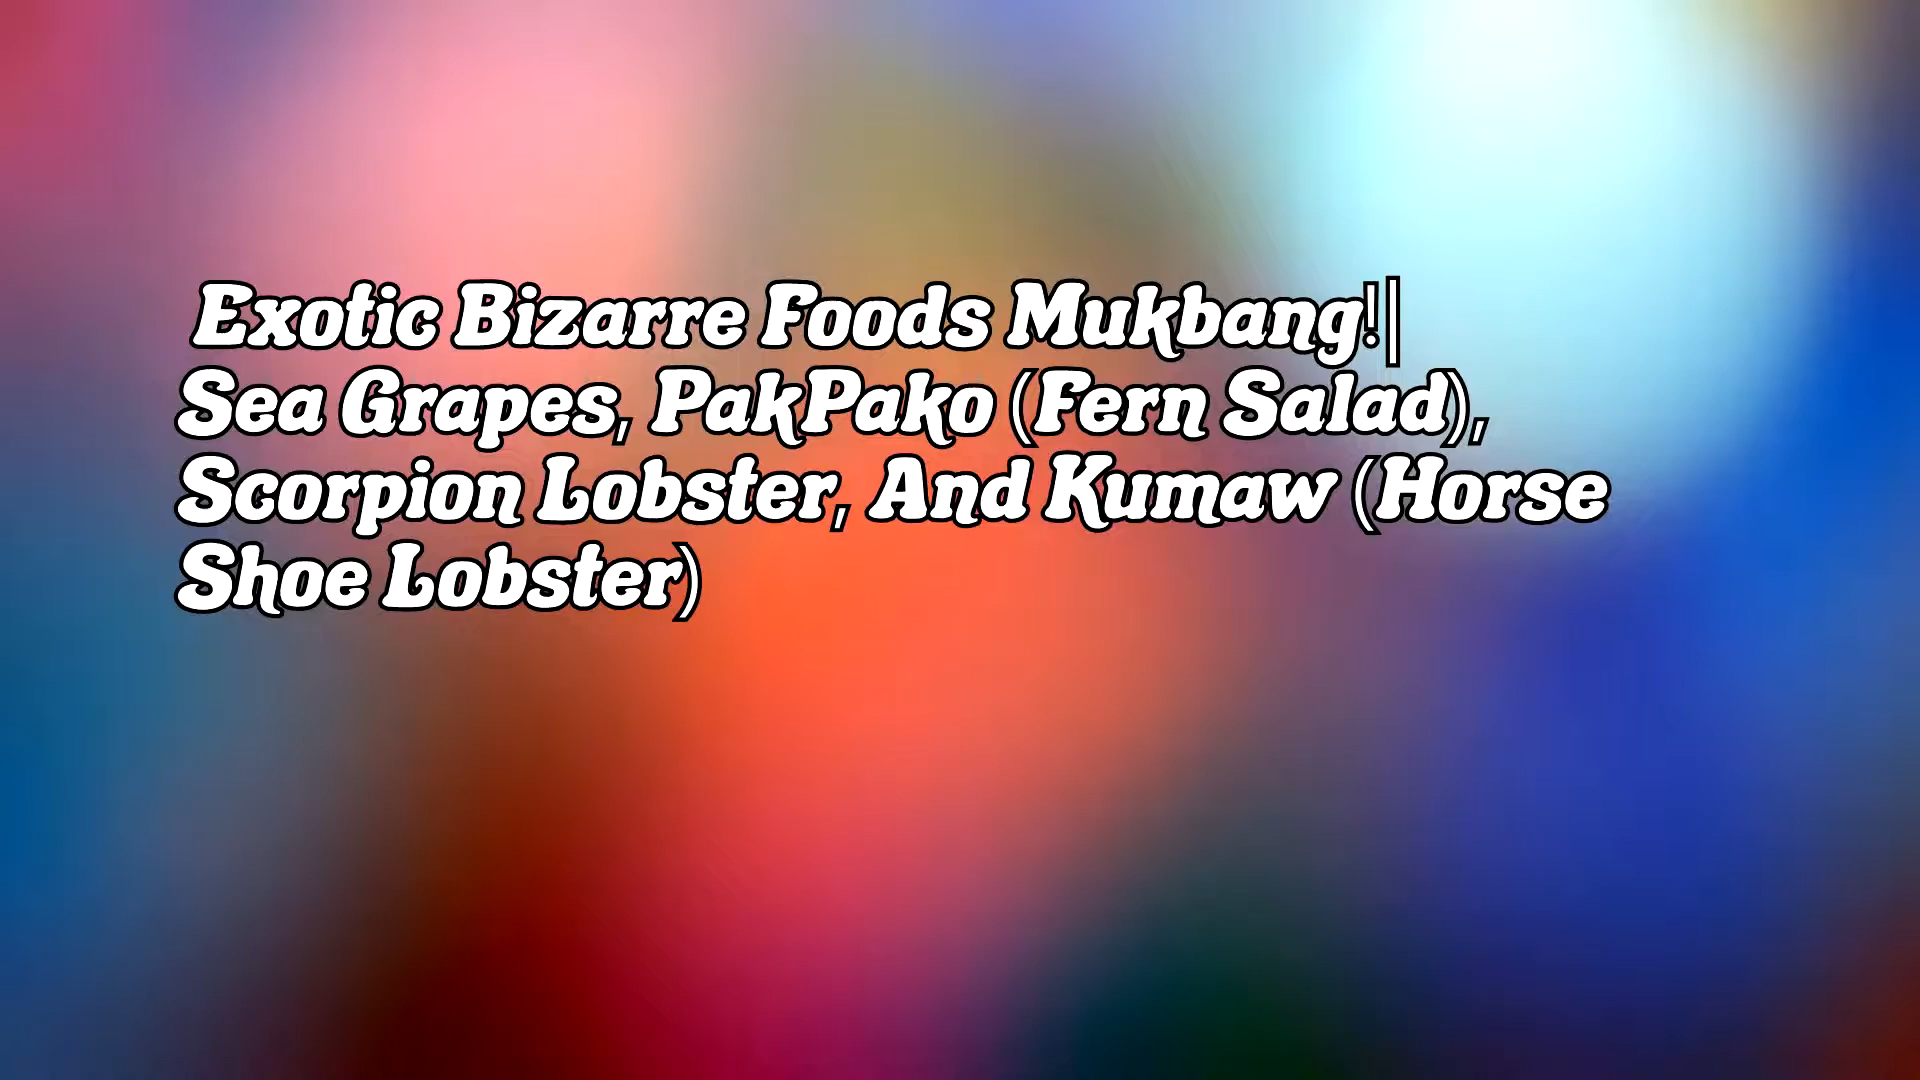 Exotic Bizarre Foods Mukbang!|
Sea Grapes, PakPako (Fern Salad),
Scorpion Lobster, And Kumaw (Horse
Shoe Lobster)